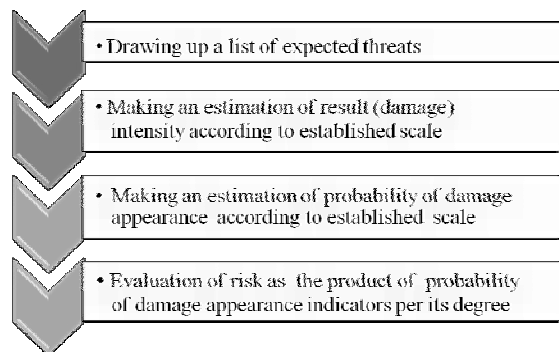 • Drawing up a list of expected threats
• Making an estimation of result (damage)
intensity according to established scale
• Making an estimation of probability of damage
appearance according to established scale
• Evaluation of risk as the product of probability
of damage appearance indicators per its degree